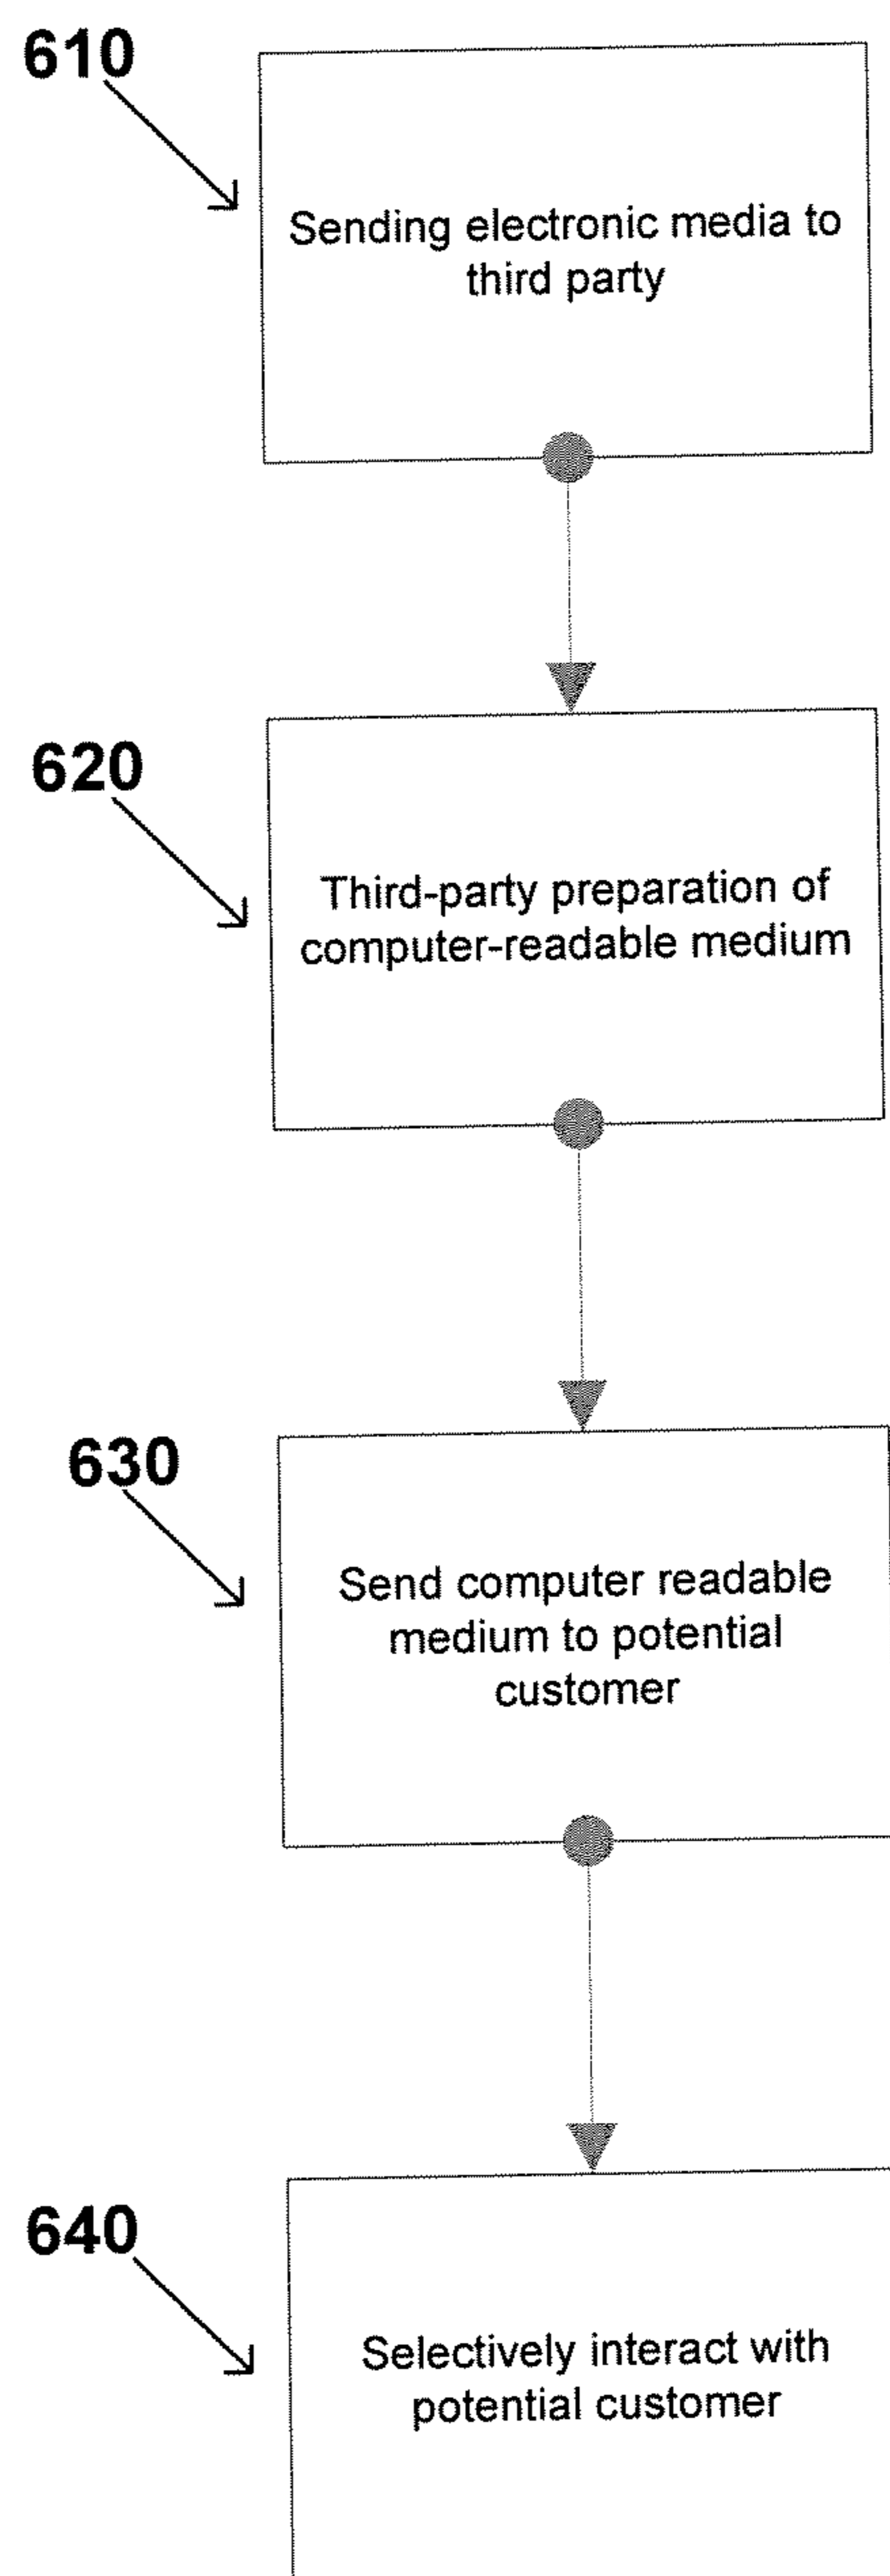 610
Sending electronic media to
third party
620
Third-party preparation of
computer-readable medium
630
Send computer readable
medium to potential
customer
640
Selectively interact with
potential customer